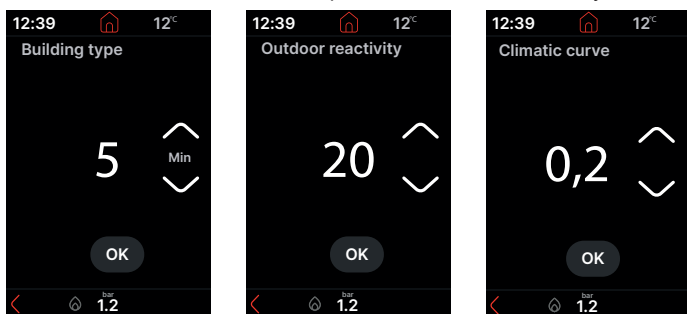 12:39 12°C
Building type
5
Min
OK
bar
1.2
12:39 12°C
Outdoor reactivity
20
OK
bar
1.2
12:39 12°C
Climatic curve
0,2
OK
bar
1.2